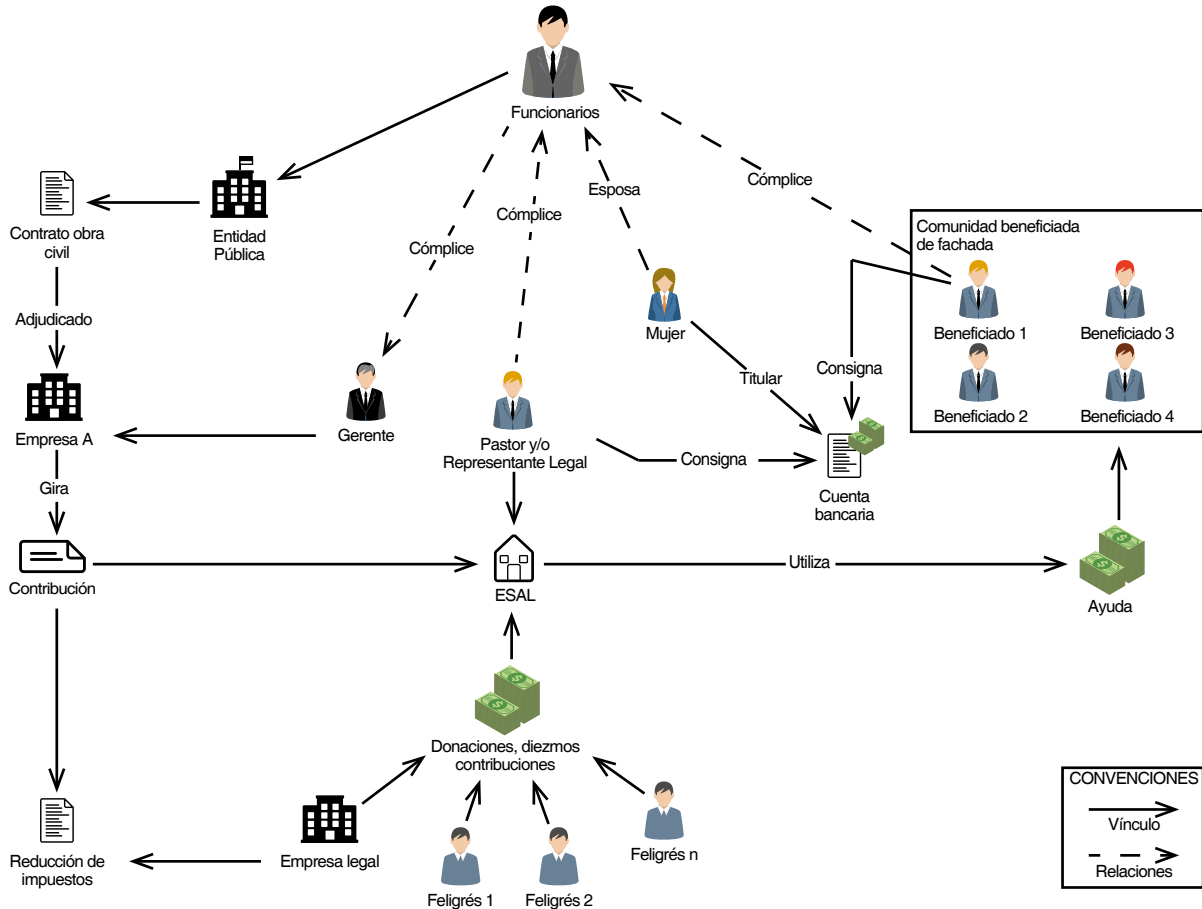 Funcionarios
Contrato obra
civil
Entidad
Pública
Cómplice
Cómplice
Esposa
Cómplice
Comunidad beneficiada
de fachada
Beneficiado 1
Beneficiado 3
Beneficiado 2
Beneficiado 4
Adjudicado
Mujer
Titular
Consigna
Empresa A
Gerente
Pastor y/o
Representante Legal
Consigna
Cuenta
bancaria
Gira
Contribución
ESAL
Utiliza
Ayuda
Donaciones, diezmos
contribuciones
Reducción de
impuestos
Empresa legal
Feligrés 1
Feligrés 2
Feligrés n
CONVENCIONES
Vínculo
Relaciones